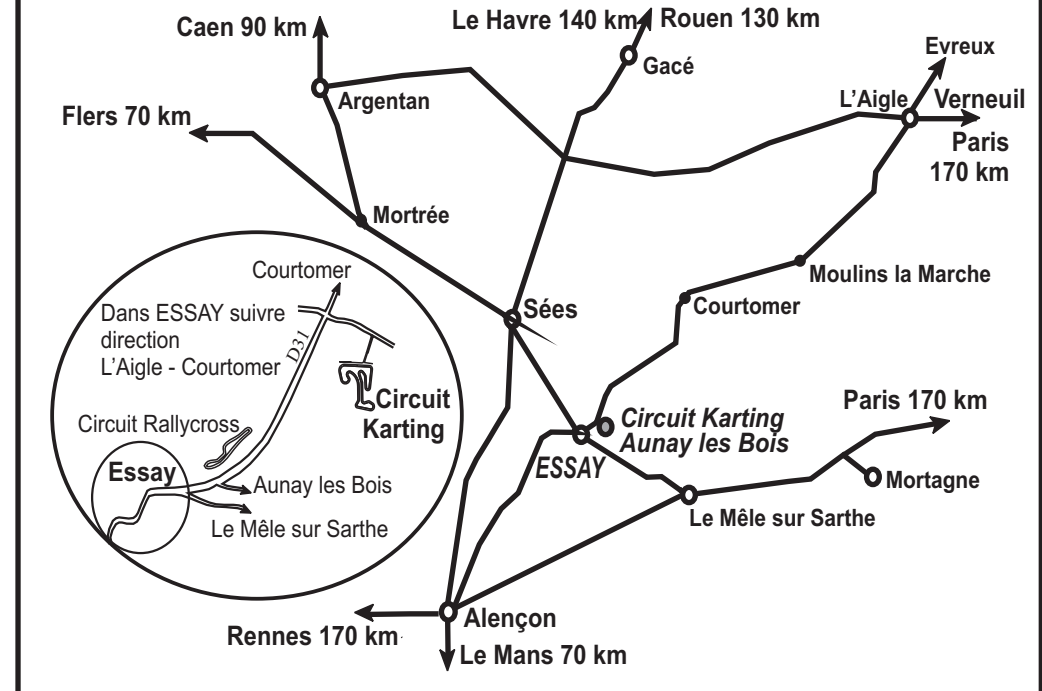 Le Havre 140 km
Rouen 130 km
Caen 90 km
Evreux
Gacé
L'Aigle
Verneuil
Argentan
Flers 70 km
Paris
170 km
Mortrée
Courtomer
Moulins la Marche
Dans ESSAY suivre
direction
L'Aigle - Courtomer
D31
Sées
Courtomer
Circuit
Karting
Circuit Rallycross
Circuit Karting
Aunay les Bois
Paris 170 km
Essay
ESSAY
Mortagne
Aunay les Bois
Le Mêle sur Sarthe
Le Mêle sur Sarthe
Alençon
Rennes 170 km
Le Mans 70 km